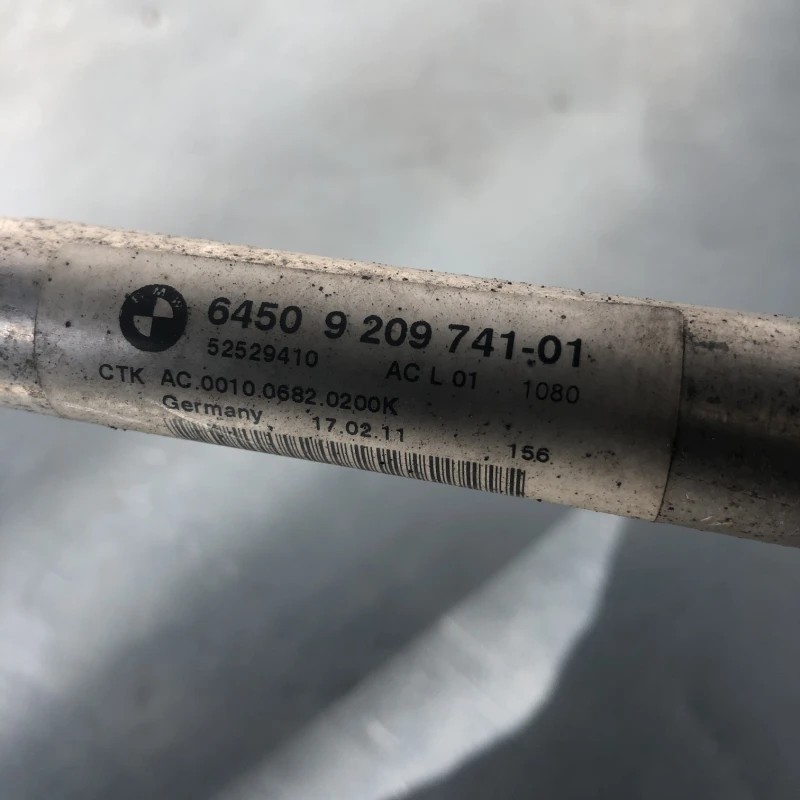 BMW
6450 9 209 741-01
52529410 AC L 01 1080
CTK AC.0010.0682.0200K
Germany 17.02.11 156